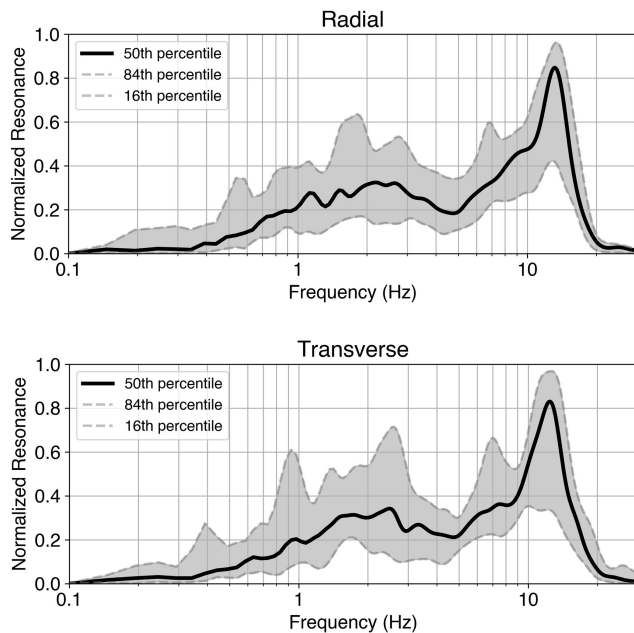 Radial
Normalized Resonance
1.0
0.8
0.6
0.4
0.2
0.0
50th percentile
84th percentile
16th percentile
0.1
1
10
Frequency (Hz)
Transverse
Normalized Resonance
1.0
0.8
0.6
0.4
0.2
0.0
50th percentile
84th percentile
16th percentile
0.1
1
10
Frequency (Hz)